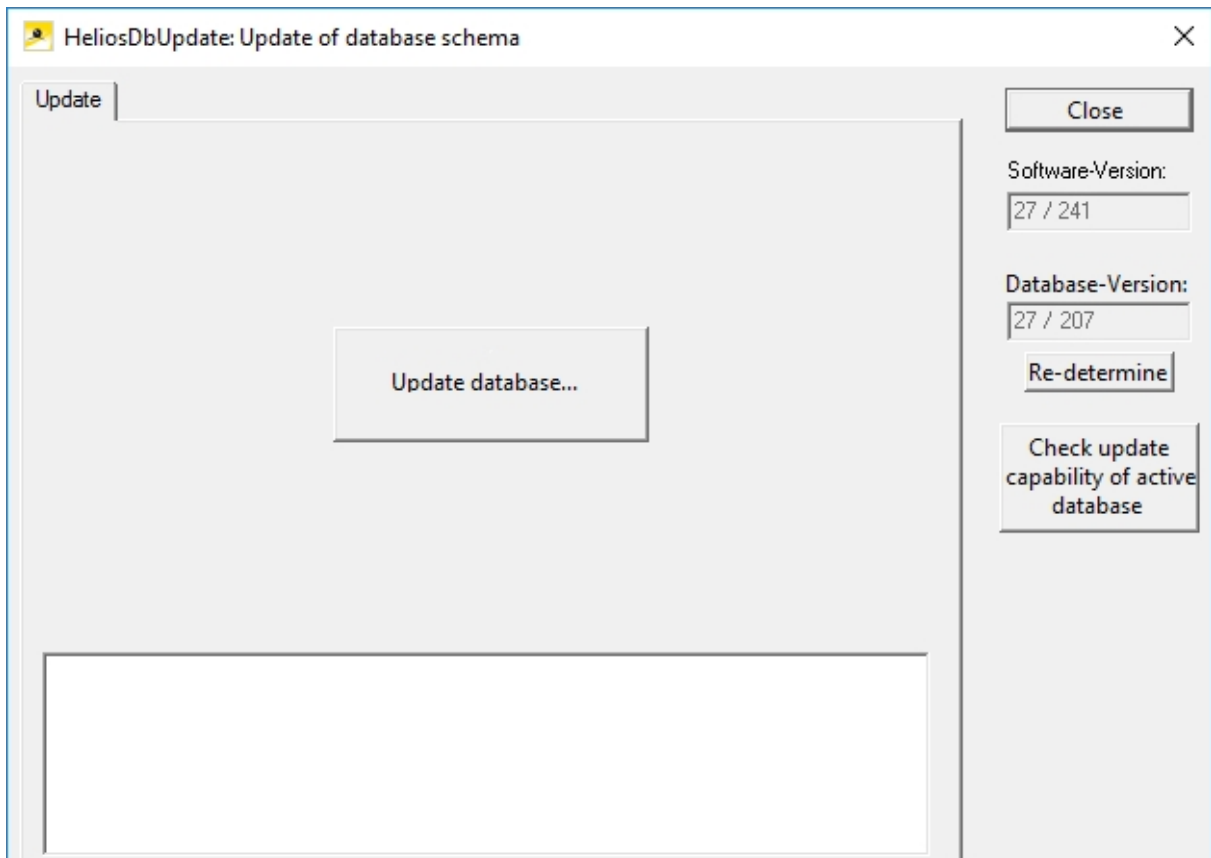 HeliosDbUpdate: Update of database schema
Update
Close
Software-Version:
27 / 241
Database-Version:
27 / 207
Re-determine
Update database...
Check update
capability of active
database